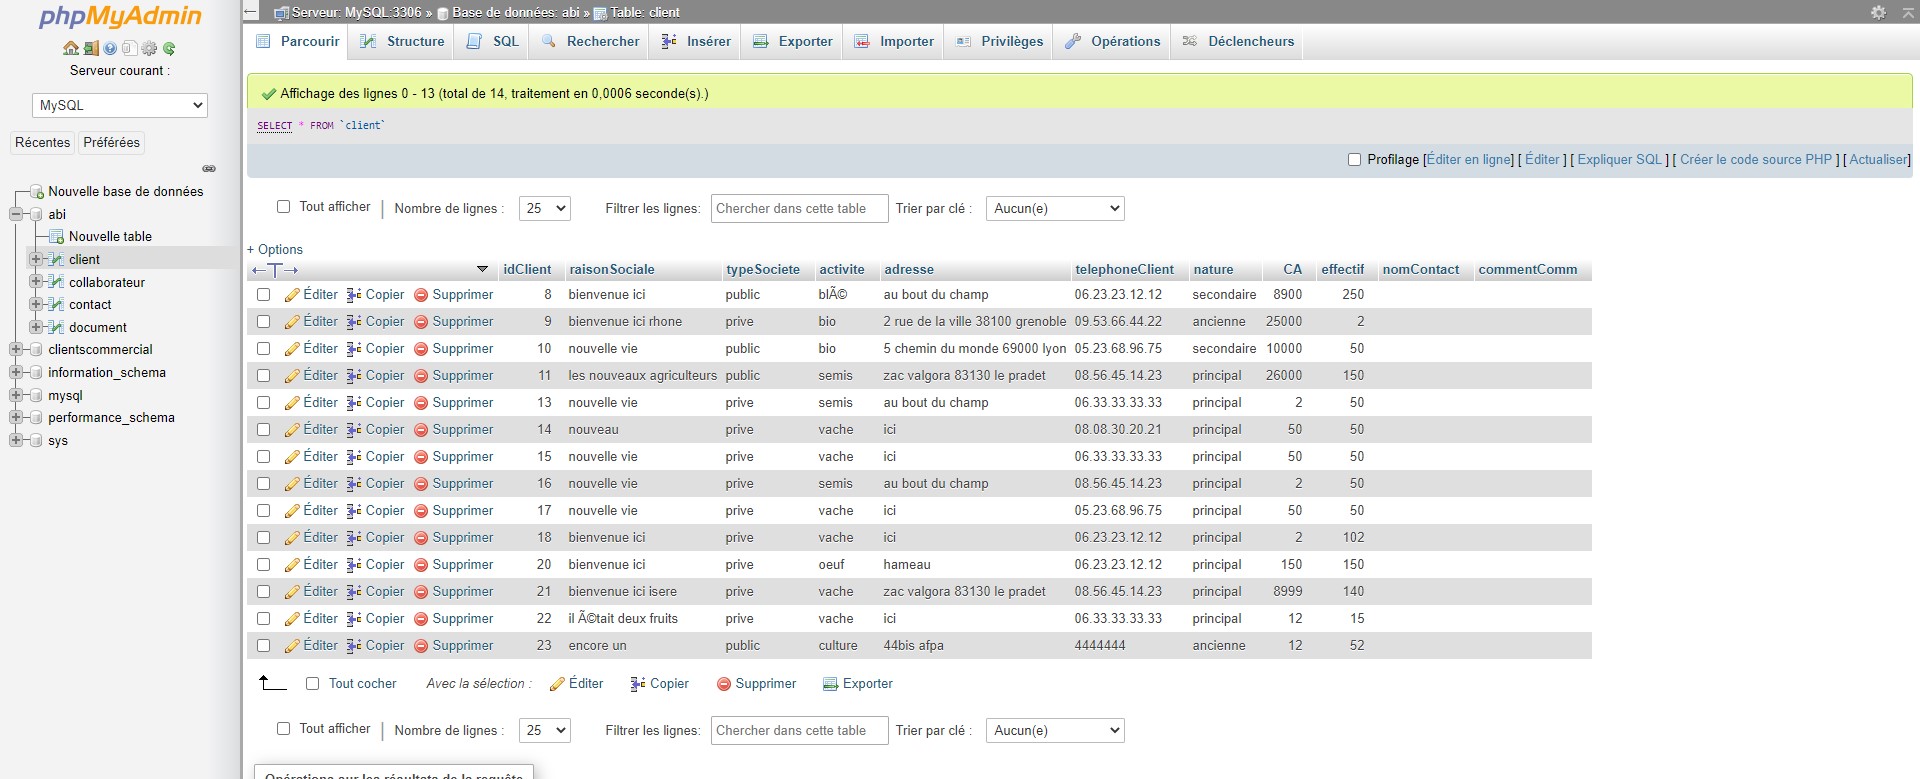 phpMyAdmin
Serveur courant :
MySQL
Récentes Préférées
Nouvelle base de données
abi
Nouvelle table
client
collaborateur
contact
document
clientscommercial
information_schema
mysql
performance_schema
sys
Serveur: MySQL:3306 » Base de données: abi » Table: client
Parcourir Structure SQL Rechercher Insérer Exporter Importer Privilèges Opérations Déclencheurs
Affichage des lignes 0 - 13 (total de 14, traitement en 0,0006 seconde(s).)
SELECT * FROM `client`
Profilage [Éditer en ligne] [ Éditer ] [ Expliquer SQL ] [ Créer le code source PHP ] [ Actualiser]
Tout afficher | Nombre de lignes : 25 Filtrer les lignes: Chercher dans cette table Trier par clé : Aucun(e)
+ Options
←T→ idClient raisonSociale typeSociete activite adresse telephoneClient nature CA effectif nomContact commentComm
Éditer Copier Supprimer 8 bienvenue ici public blÃ© au bout du champ 06.23.23.12.12 secondaire 8900 250
Éditer Copier Supprimer 9 bienvenue ici rhone prive bio 2 rue de la ville 38100 grenoble 09.53.66.44.22 ancienne 25000 2
Éditer Copier Supprimer 10 nouvelle vie public bio 5 chemin du monde 69000 lyon 05.23.68.96.75 secondaire 10000 50
Éditer Copier Supprimer 11 les nouveaux agriculteurs public semis zac valgora 83130 le pradet 08.56.45.14.23 principal 26000 150
Éditer Copier Supprimer 13 nouvelle vie prive semis au bout du champ 06.33.33.33.33 principal 2 50
Éditer Copier Supprimer 14 nouveau prive vache ici 08.08.30.20.21 principal 50 50
Éditer Copier Supprimer 15 nouvelle vie prive vache ici 06.33.33.33.33 principal 50 50
Éditer Copier Supprimer 16 nouvelle vie prive semis au bout du champ 08.56.45.14.23 principal 2 50
Éditer Copier Supprimer 17 nouvelle vie prive vache ici 05.23.68.96.75 principal 50 50
Éditer Copier Supprimer 18 bienvenue ici prive vache ici 06.23.23.12.12 principal 2 102
Éditer Copier Supprimer 20 bienvenue ici prive oeuf hameau 06.23.23.12.12 principal 150 150
Éditer Copier Supprimer 21 bienvenue ici isere prive vache zac valgora 83130 le pradet 08.56.45.14.23 principal 8999 140
Éditer Copier Supprimer 22 il Ã©tait deux fruits prive vache ici 06.33.33.33.33 principal 12 15
Éditer Copier Supprimer 23 encore un public culture 44bis afpa 4444444 ancienne 12 52
Tout cocher Avec la sélection : Éditer Copier Supprimer Exporter
Tout afficher | Nombre de lignes : 25 Filtrer les lignes: Chercher dans cette table Trier par clé : Aucun(e)
Opérations sur les résultats de la requête